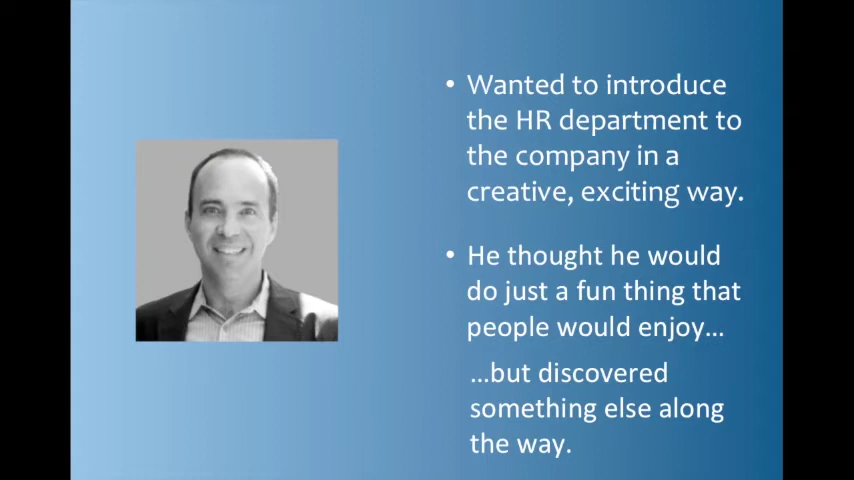 • Wanted to introduce
the HR department to
the company in a
creative, exciting way.
• He thought he would
do just a fun thing that
people would enjoy…
…but discovered
something else along
the way.